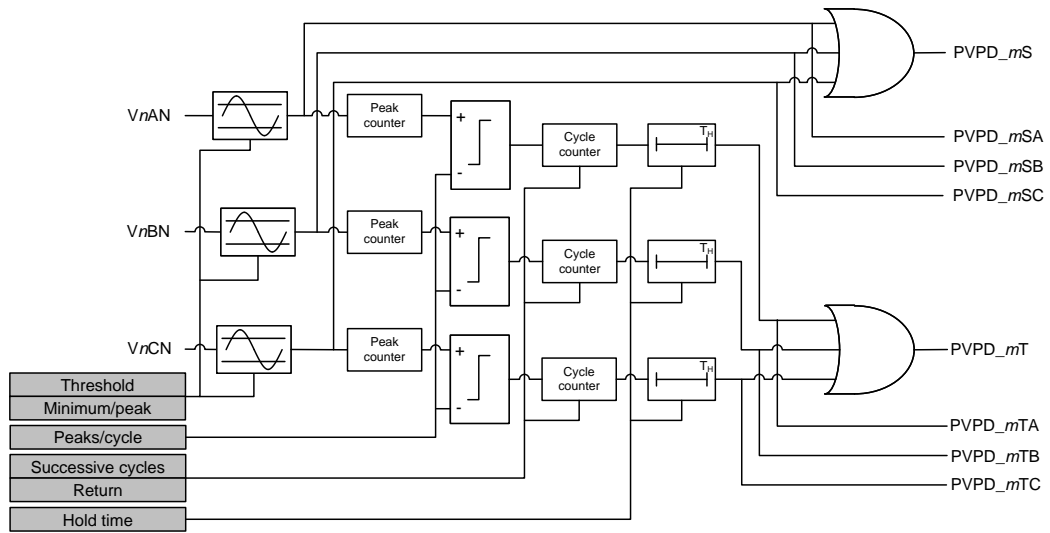 PVPD_mS
VnAN
Peak
counter
+
-
Cycle
counter
TH
PVPD_mSA
PVPD_mSB
PVPD_mSC
VnBN
Peak
counter
+
-
Cycle
counter
TH
VnCN
Peak
counter
+
-
Cycle
counter
TH
PVPD_mT
Threshold
Minimum/peak
Peaks/cycle
Successive cycles
Return
Hold time
PVPD_mTA
PVPD_mTB
PVPD_mTC